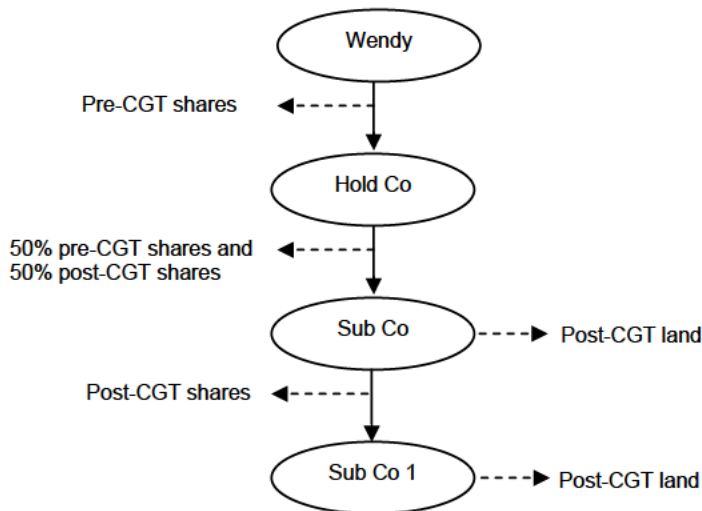 Wendy
Pre-CGT shares
Hold Co
50% pre-CGT shares and
50% post-CGT shares
Sub Co
Post-CGT land
Post-CGT shares
Sub Co 1
Post-CGT land